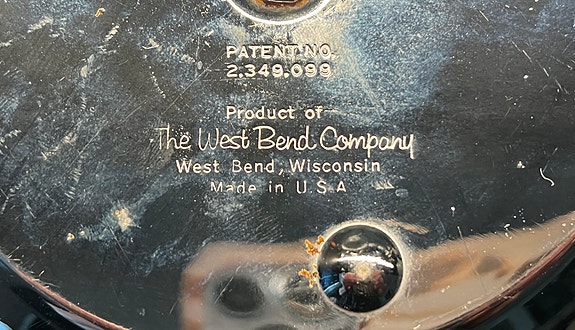 PATENT NO.
2.349.099
Product of
The West Bend Company
West Bend, Wisconsin
Made in U S A